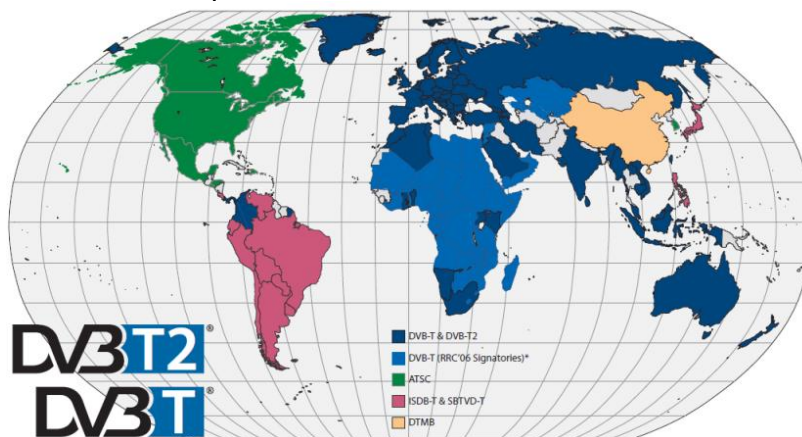 DVB-T & DVB-T2
DVB-T (RRC'06 Signatories)*
ATSC
ISDB-T & SBTVD-T
DTMB
DVB T2®
DVB T®